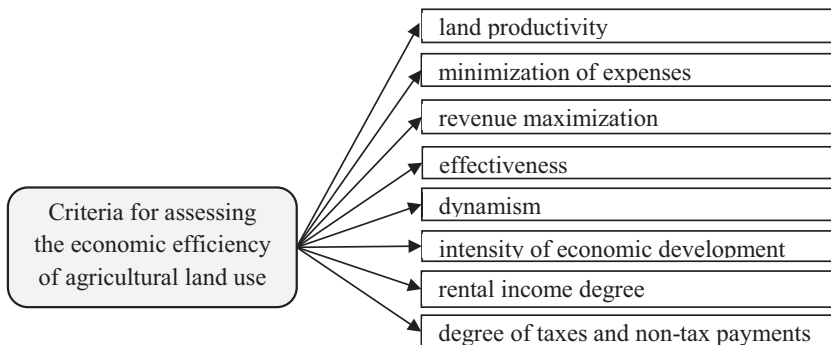 land productivity
minimization of expenses
revenue maximization
effectiveness
Criteria for assessing
the economic efficiency
of agricultural land use
dynamism
intensity of economic development
rental income degree
degree of taxes and non-tax payments